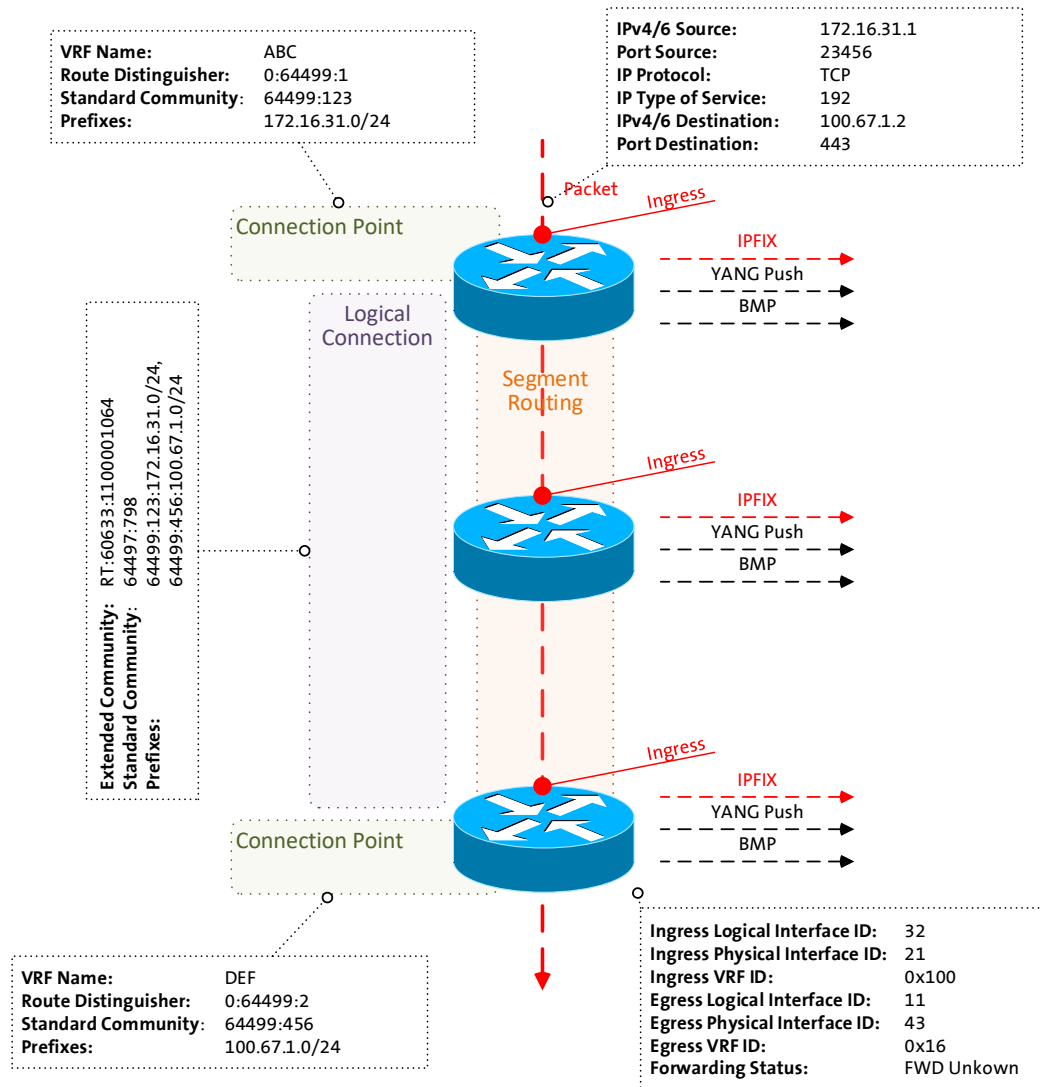 VRF Name: ABC
Route Distinguisher: 0:64499:1
Standard Community: 64499:123
Prefixes: 172.16.31.0/24
IPv4/6 Source: 172.16.31.1
Port Source: 23456
IP Protocol: TCP
IP Type of Service: 192
IPv4/6 Destination: 100.67.1.2
Port Destination: 443
Packet
Ingress
Connection Point
IPFIX
YANG Push
BMP
Logical
Connection
Segment
Routing
Extended Community: RT:60633:1100001064
Standard Community: 64497:798
Prefixes: 64499:123:172.16.31.0/24,
64499:456:100.67.1.0/24
Ingress
IPFIX
YANG Push
BMP
Ingress
IPFIX
YANG Push
BMP
Connection Point
VRF Name: DEF
Route Distinguisher: 0:64499:2
Standard Community: 64499:456
Prefixes: 100.67.1.0/24
Ingress Logical Interface ID: 32
Ingress Physical Interface ID: 21
Ingress VRF ID: 0x100
Egress Logical Interface ID: 11
Egress Physical Interface ID: 43
Egress VRF ID: 0x16
Forwarding Status: FWD Unkown